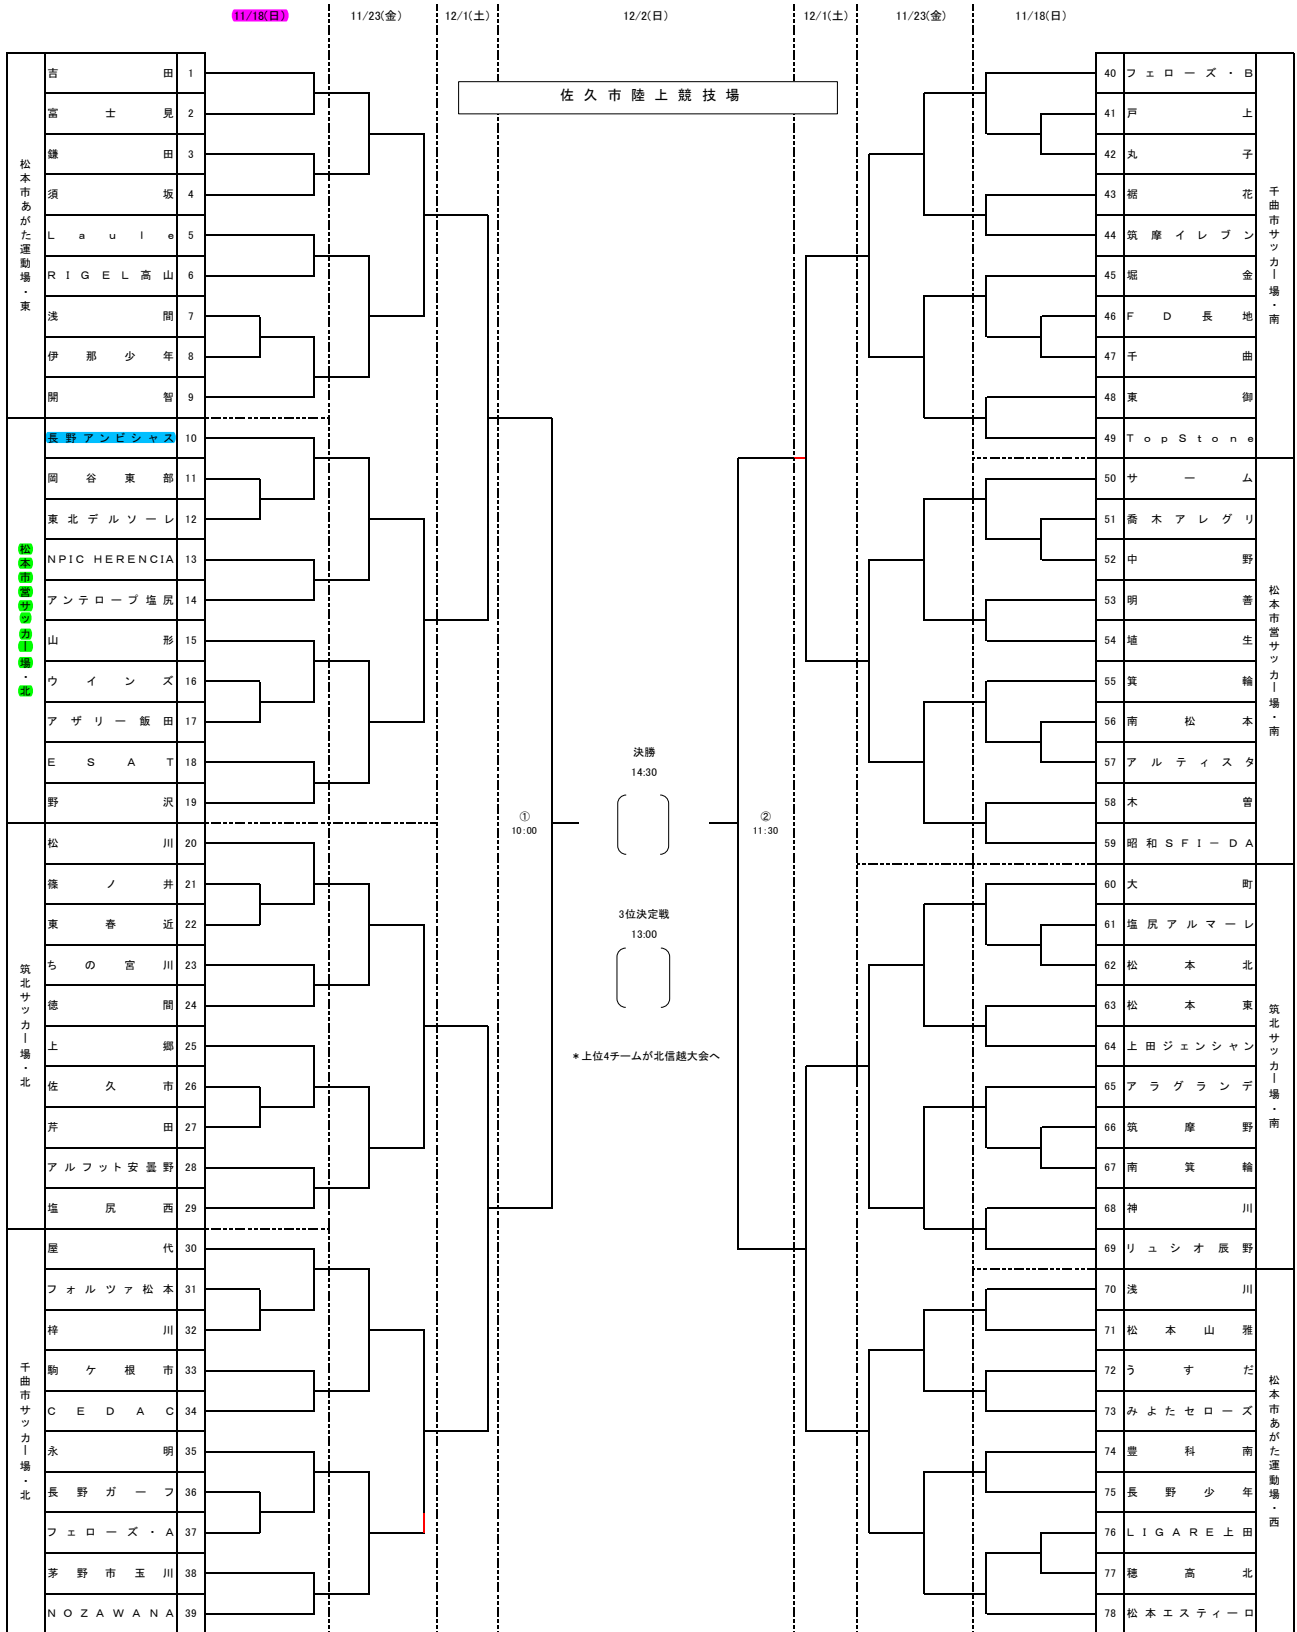 11/18(日) 11/23(金) 12/1(土) 12/2(日) 12/1(土) 11/23(金) 11/18(日)
佐久市陸上競技場
松本市あがた運動場・東
吉田 1
富士見 2
鎌田 3
須坂 4
Laule 5
RIGEL高山 6
浅間 7
伊那少年 8
開智 9
松本市営サッカー場・北
長野アンビシャス 10
岡谷東部 11
東北デルソーレ 12
NPIC HERENCIA 13
アンテロープ塩尻 14
山形 15
ウインズ 16
アザリー飯田 17
ESAT 18
野沢 19
筑北サッカー場・北
松川 20
篠ノ井 21
東春近 22
ちの宮川 23
徳間 24
上郷 25
佐久市 26
芹田 27
アルフット安曇野 28
塩尻西 29
千曲市サッカー場・北
屋代 30
フォルツァ松本 31
梓川 32
駒ケ根市 33
CEDAC 34
永明 35
長野ガーフ 36
フェローズ・A 37
茅野市玉川 38
NOZAWANA 39
①
10:00
決勝
14:30
3位決定戦
13:00
*上位4チームが北信越大会へ
②
11:30
千曲市サッカー場・南
40 フェローズ・B
41 戸上
42 丸子
43 裾花
44 筑摩イレブン
45 堀金
46 FD長地
47 千曲
48 東御
49 TopStone
松本市営サッカー場・南
50 サーム
51 喬木アレグリ
52 中野
53 明善
54 埴生
55 箕輪
56 南松本
57 アルティスタ
58 木曽
59 昭和SFI-DA
筑北サッカー場・南
60 大町
61 塩尻アルマーレ
62 松本北
63 松本東
64 上田ジェンシャン
65 アラグランデ
66 筑摩野
67 南箕輪
68 神川
69 リュシオ辰野
松本市あがた運動場・西
70 浅川
71 松本山雅
72 うすだ
73 みよたセローズ
74 豊科南
75 長野少年
76 LIGARE上田
77 穂高北
78 松本エスティーロ